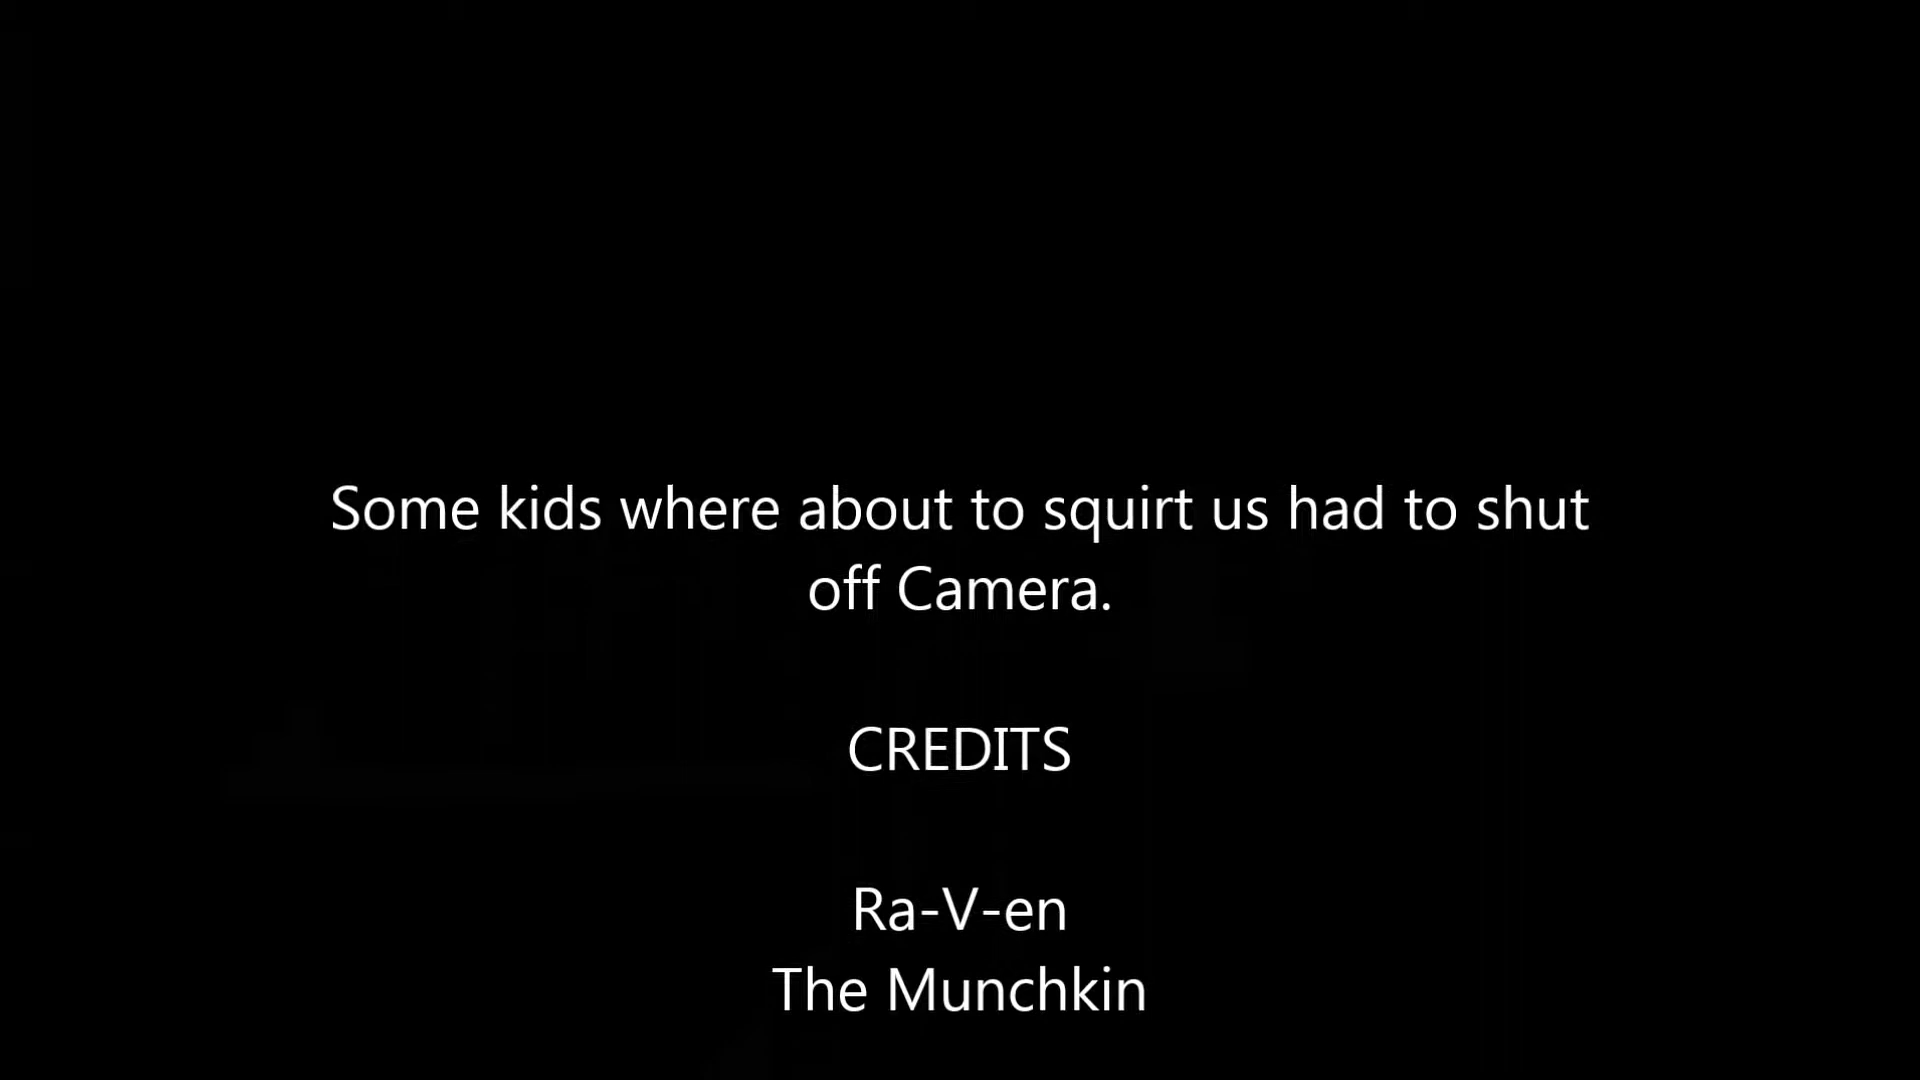 Some kids where about to squirt us had to shut
off Camera.
CREDITS
Ra-V-en
The Munchkin